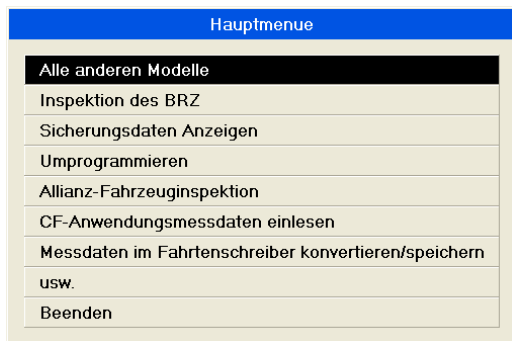 Hauptmenue
Alle anderen Modelle
Inspektion des BRZ
Sicherungsdaten Anzeigen
Umprogrammieren
Allianz-Fahrzeuginspektion
CF-Anwendungsmessdaten einlesen
Messdaten im Fahrtenschreiber konvertieren/speichern
usw.
Beenden